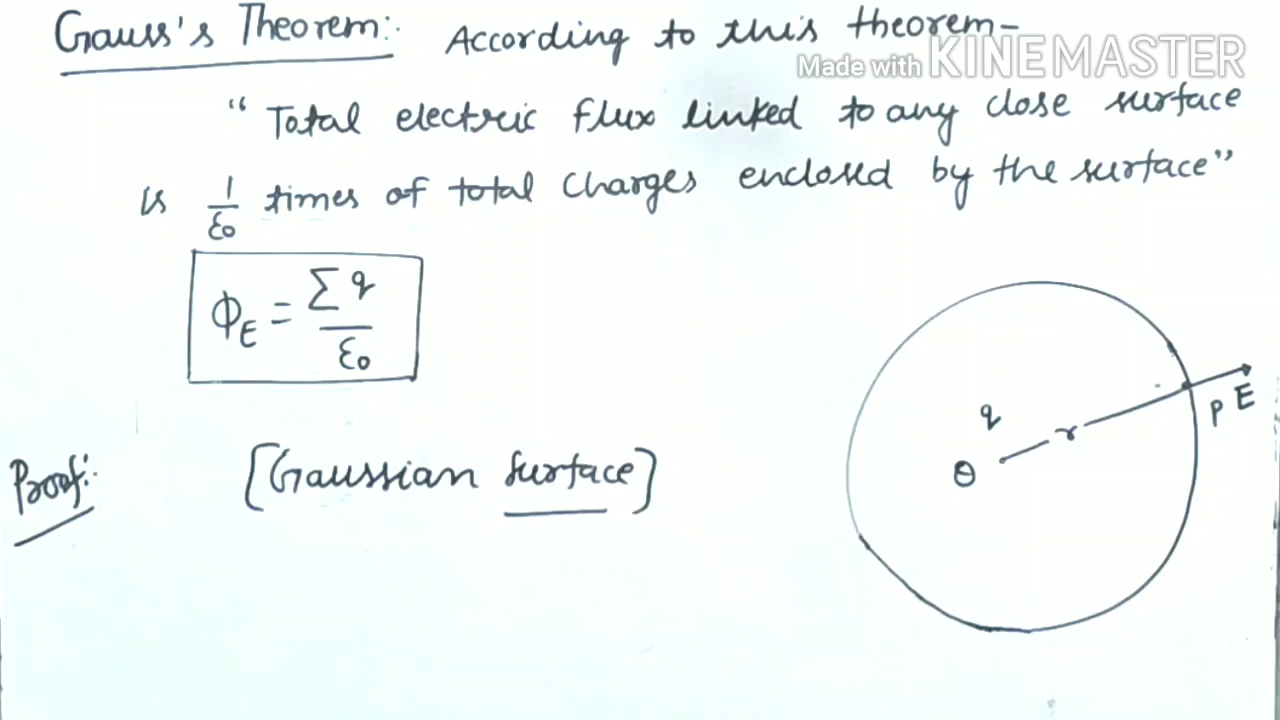 Gauss's Theorem:. According to this theorem-
Made with KINEMASTER
"Total electric flux linked to any close surface
is 1/ε0 times of total charges enclosed by the surface"
ΦE = Σq/ε0
q
r
P E
θ
Proof:. [Gaussian surface]